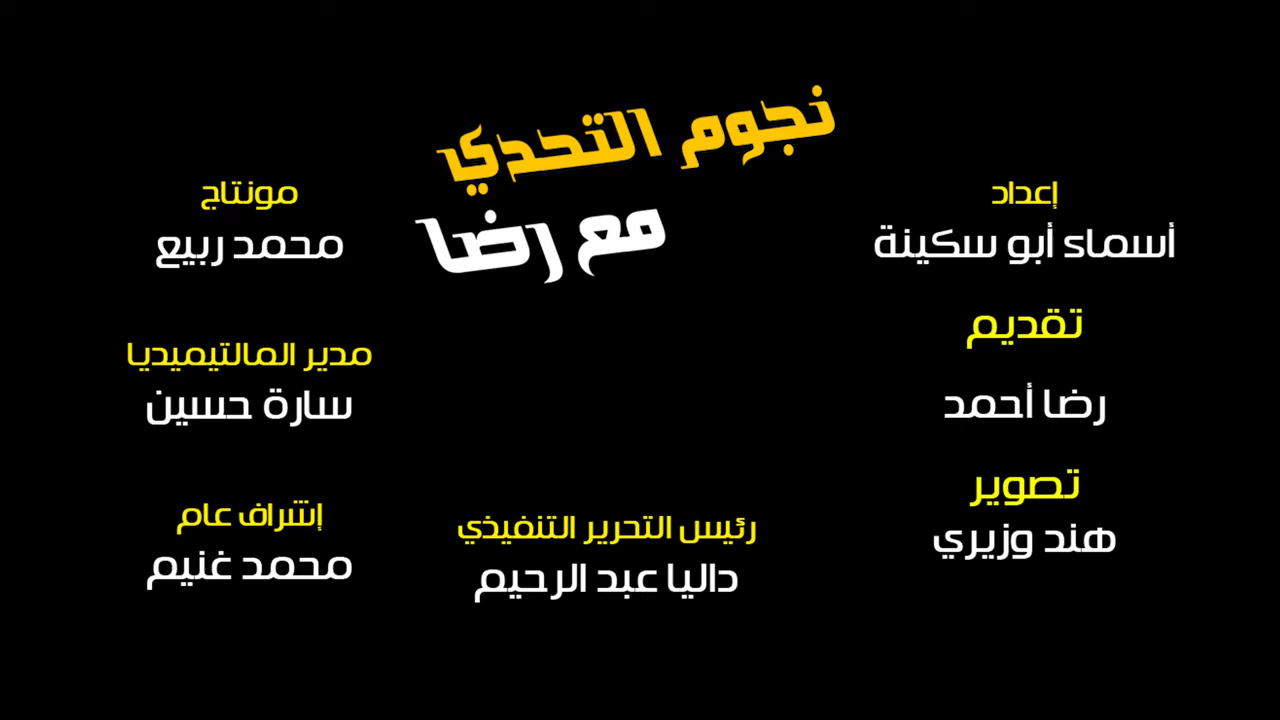 نجوم التحدي
مع رضا
إعداد
أسماء أبو سكينة
تقديم
رضا أحمد
تصوير
هند وزيري
رئيس التحرير التنفيذي
داليا عبد الرحيم
مونتاج
محمد ربيع
مدير المالتيميديا
سارة حسين
إشراف عام
محمد غنيم